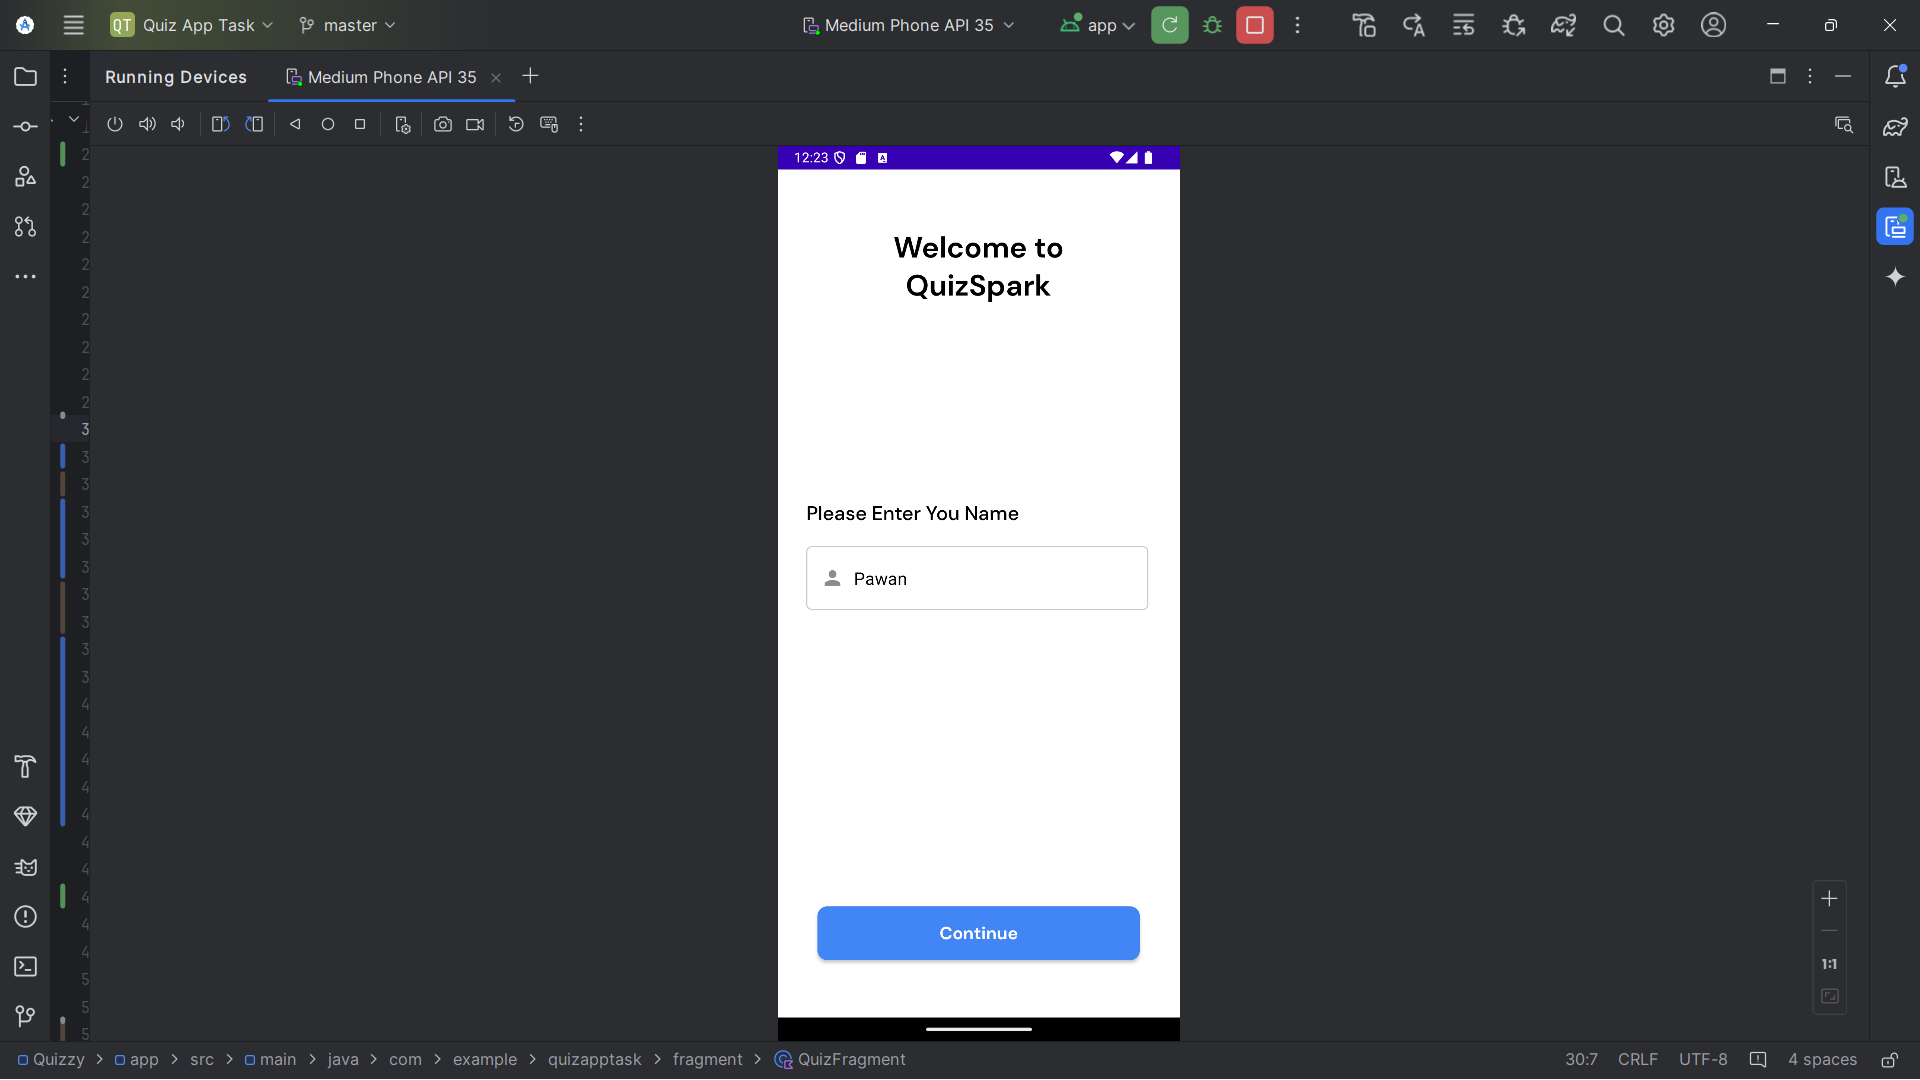 QT Quiz App Task master Medium Phone API 35 app
Running Devices Medium Phone API 35
12:23
Welcome to
QuizSpark
Please Enter You Name
Pawan
Continue
1:1
Quizzy > app > src > main > java > com > example > quizapptask > fragment > QuizFragment 30:7 CRLF UTF-8 4 spaces